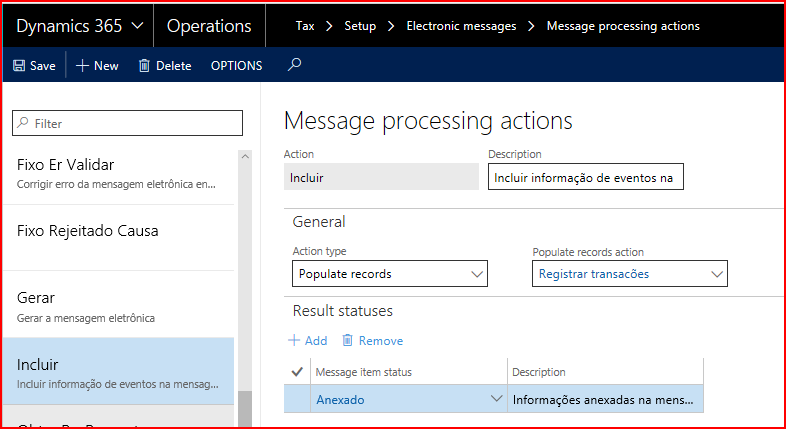 Dynamics 365 Operations Tax > Setup > Electronic messages > Message processing actions
Save + New Delete OPTIONS
Filter
Fixo Er Validar
Corrigir erro da mensagem eletrônica en...
Fixo Rejeitado Causa
Gerar
Gerar a mensagem eletrônica
Incluir
Incluir informação de eventos na mensag...
Message processing actions
Action Description
Incluir Incluir informação de eventos na
General
Action type Populate records action
Populate records Registrar transacões
Result statuses
+ Add Remove
Message item status Description
Anexado Informações anexadas na mens...